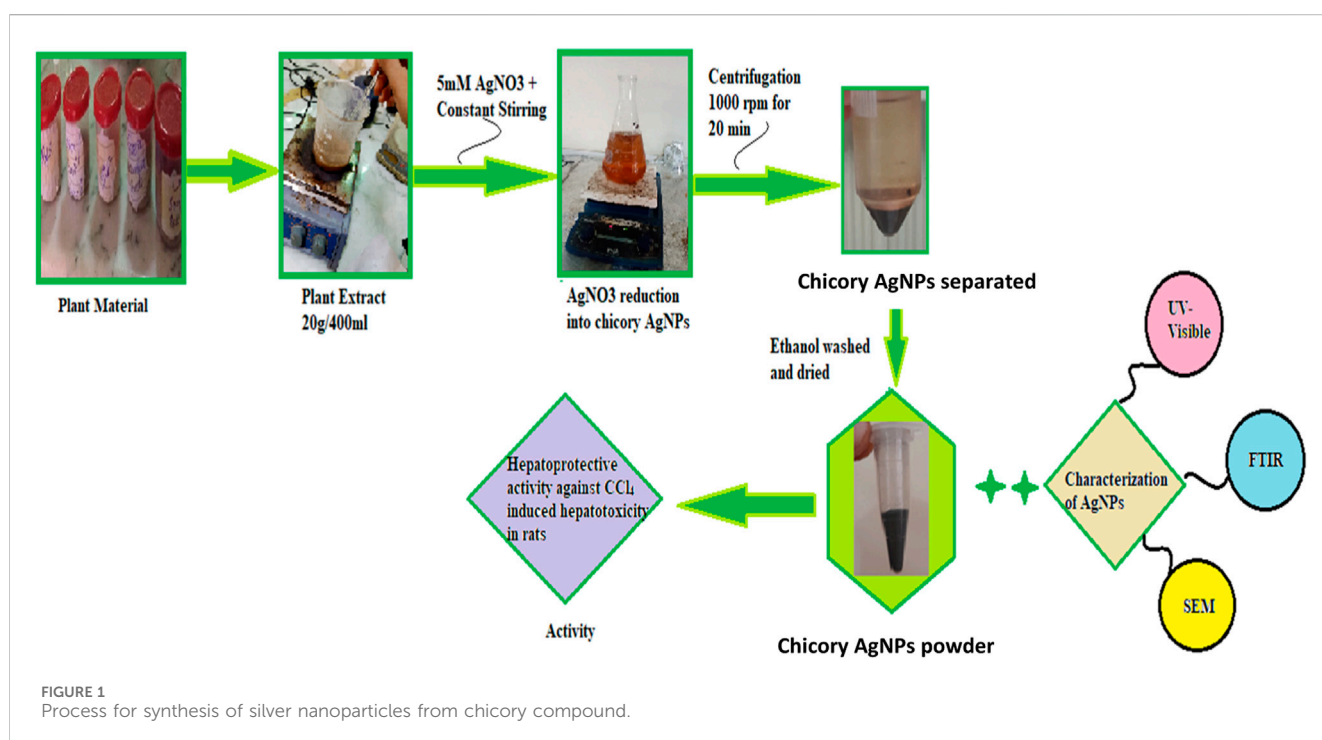 5mM AgNO3 +
Constant Stirring
Centrifugation
1000 rpm for
20 min
Plant Material
Plant Extract
20g/400ml
AgNO3 reduction
into chicory AgNPs
Chicory AgNPs separated
Ethanol washed
and dried
UV-
Visible
FTIR
SEM
Characterization
of AgNPs
Hepatoprotective
activity against CCl₄
induced hepatotoxicity
in rats
Activity
Chicory AgNPs powder
FIGURE 1
Process for synthesis of silver nanoparticles from chicory compound.